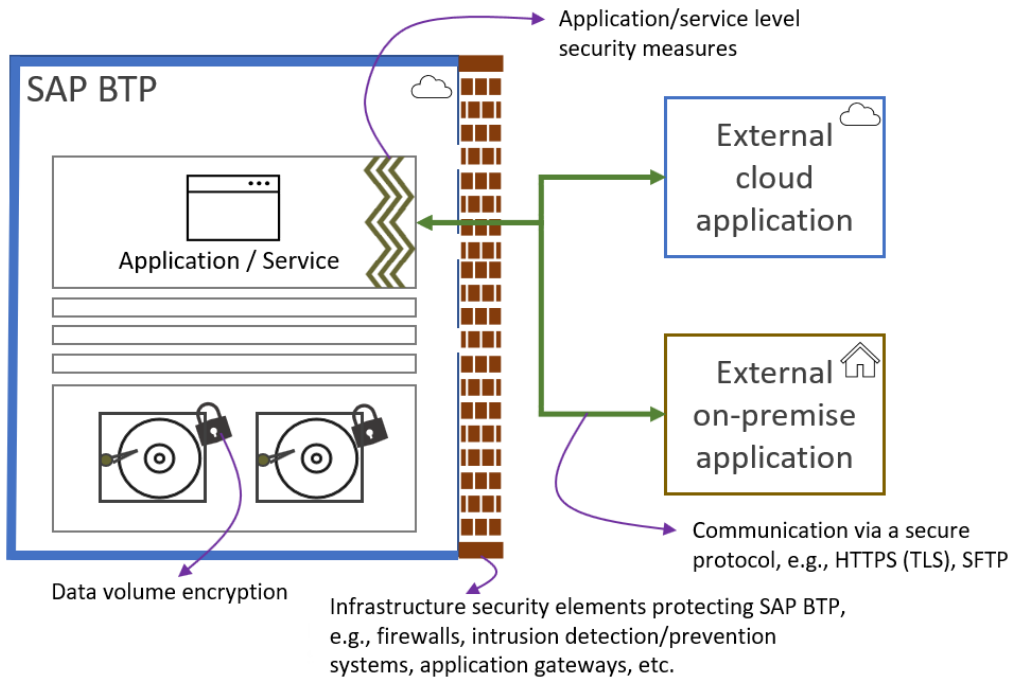 Application/service level
security measures
SAP BTP
External
cloud
application
Application / Service
External
on-premise
application
Communication via a secure
protocol, e.g., HTTPS (TLS), SFTP
Data volume encryption
Infrastructure security elements protecting SAP BTP,
e.g., firewalls, intrusion detection/prevention
systems, application gateways, etc.